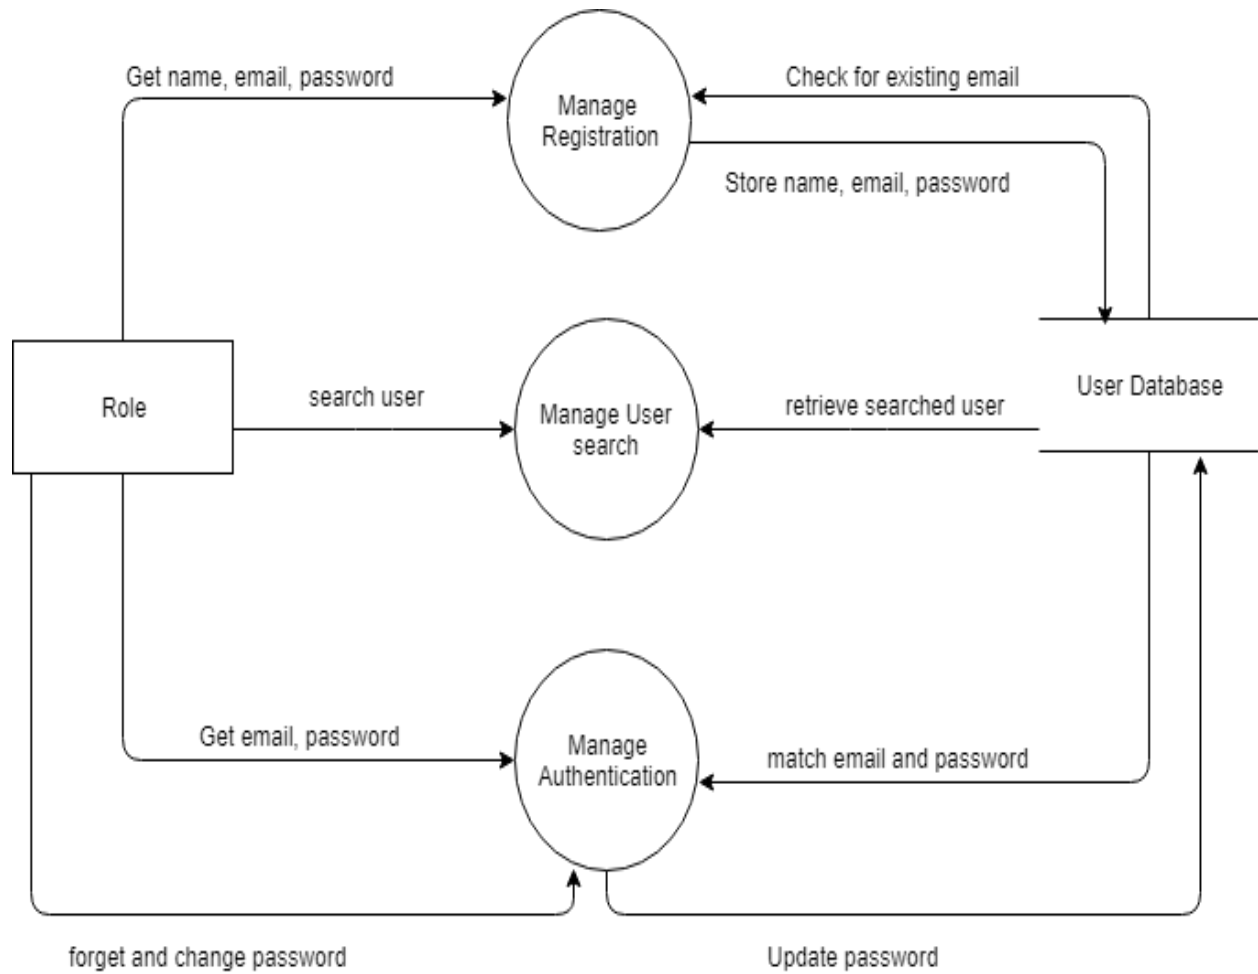 Get name, email, password
Check for existing email
Manage
Registration
Store name, email, password
Role
search user
Manage User
search
retrieve searched user
User Database
Get email, password
Manage
Authentication
match email and password
forget and change password
Update password